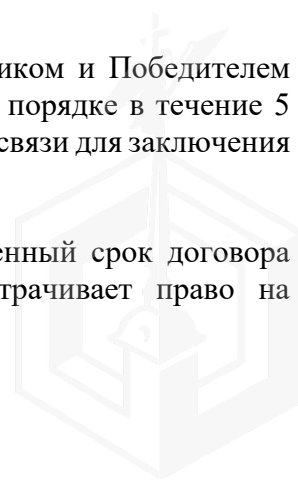 иком и Победителем
порядке в течение 5
связи для заключения
енный срок договора
трачивает право на